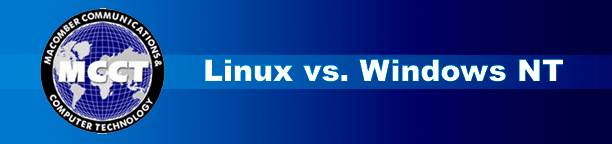 MACOMBER COMMUNICATIONS &
MCCT
COMPUTER TECHNOLOGY
Linux vs. Windows NT